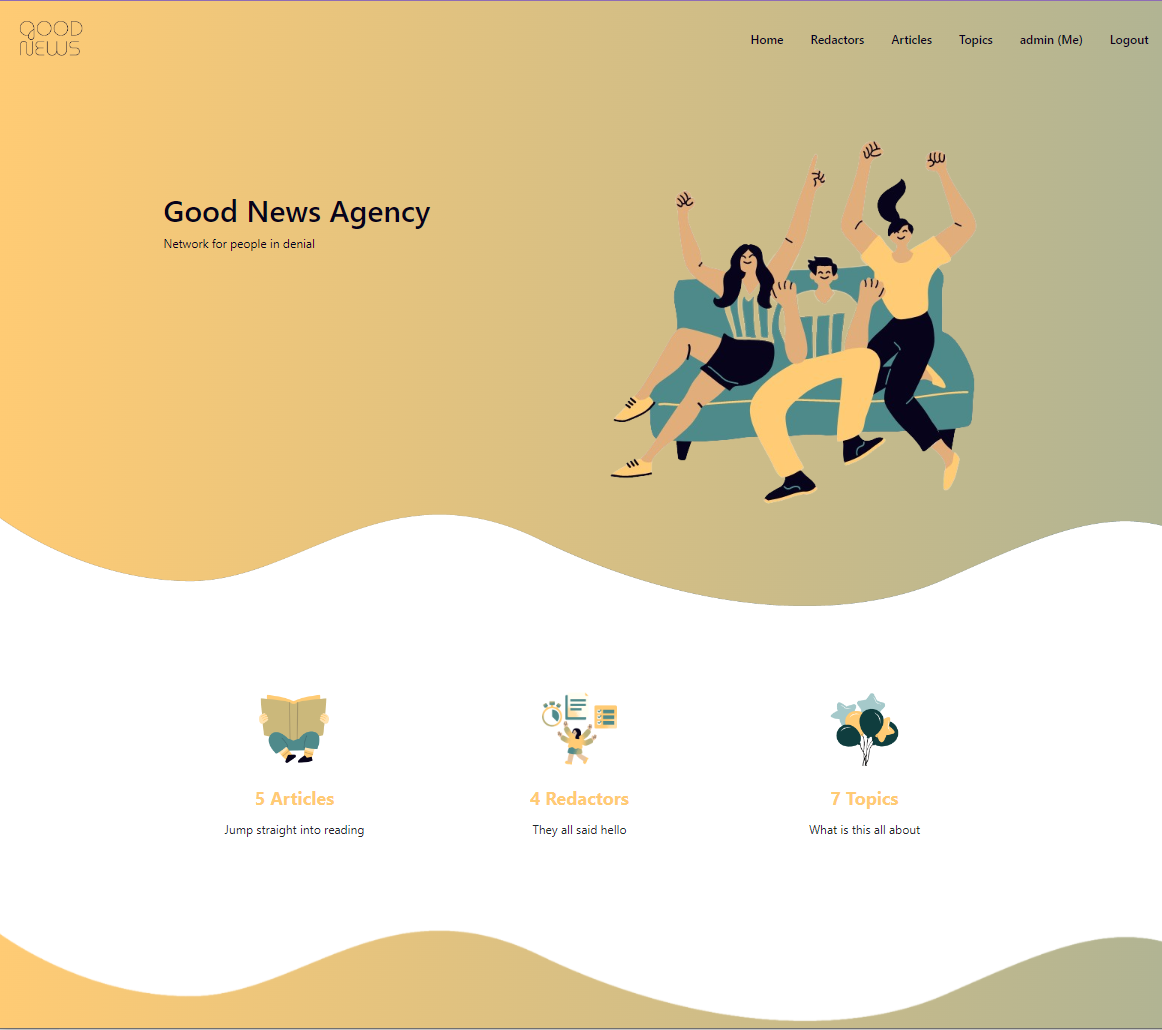 GOOD
NEWS
Home Redactors Articles Topics admin (Me) Logout
Good News Agency
Network for people in denial
5 Articles
Jump straight into reading
4 Redactors
They all said hello
7 Topics
What is this all about